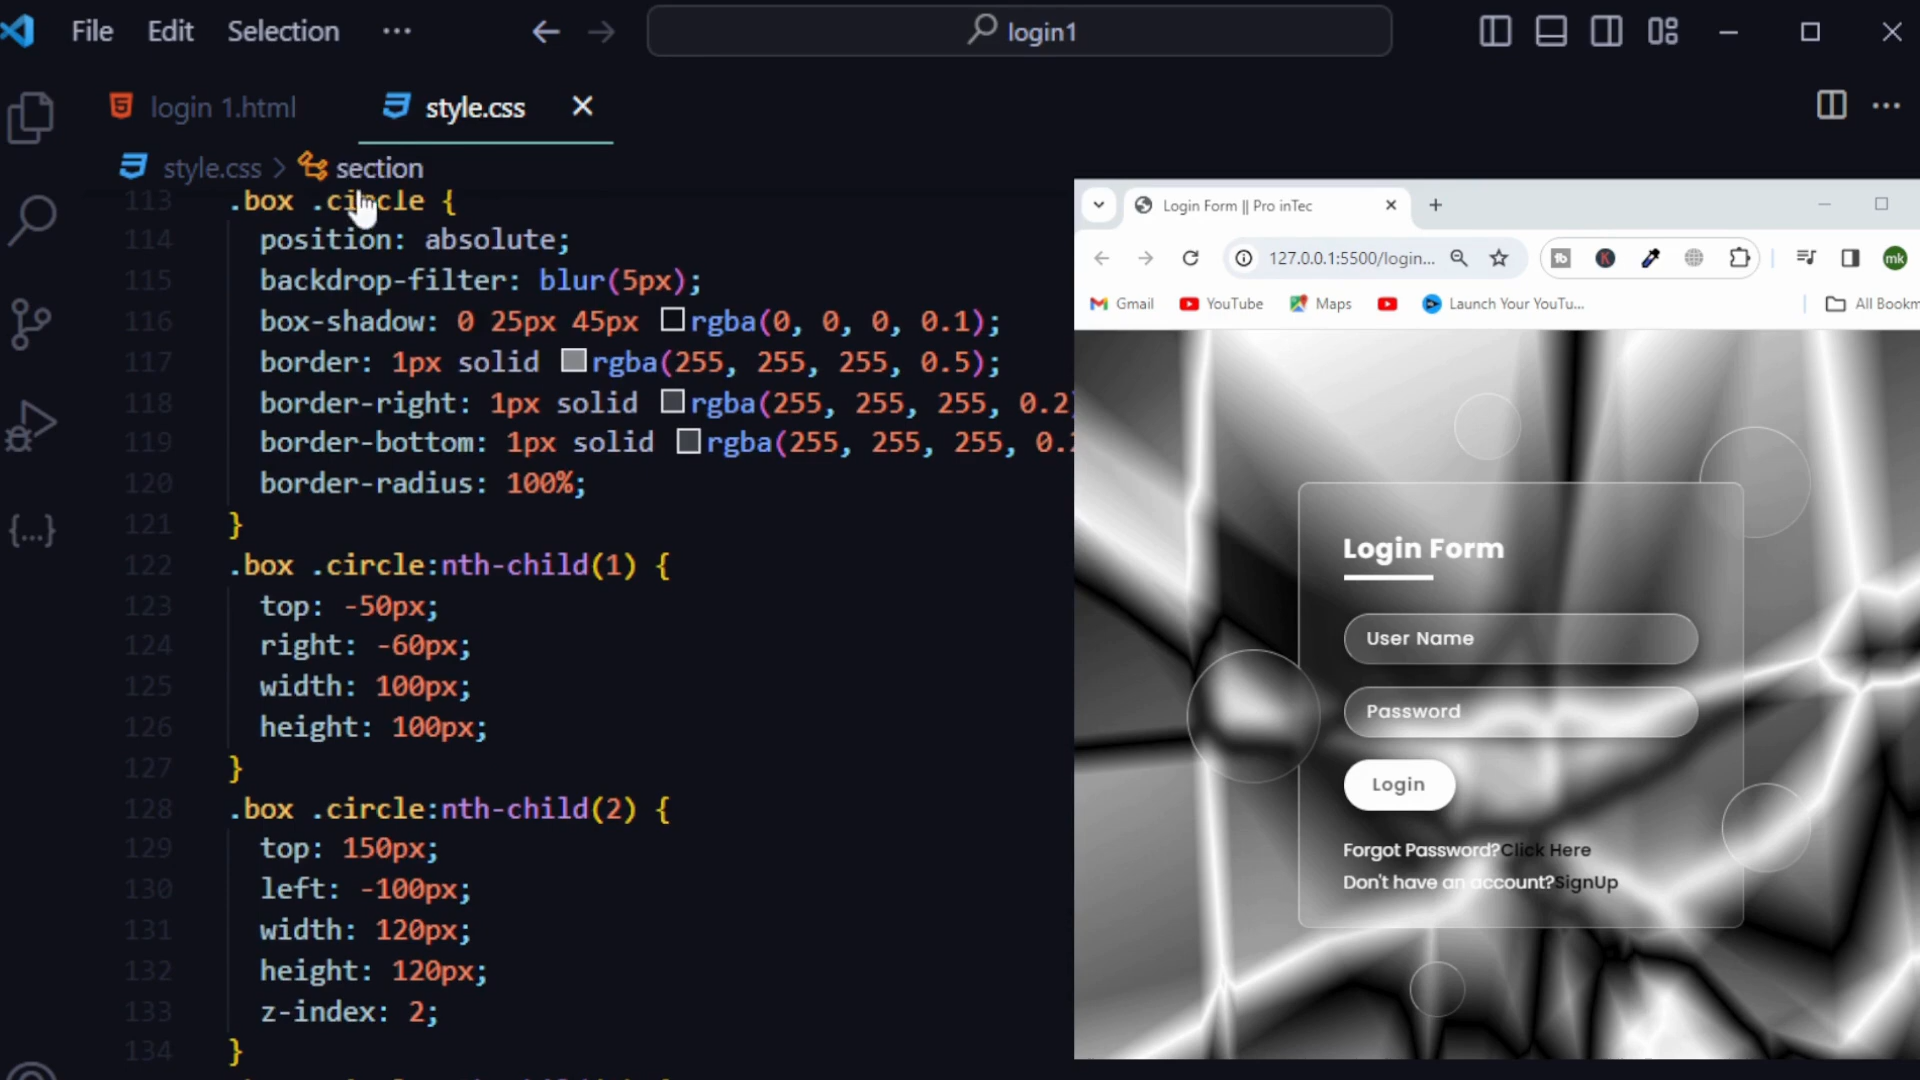 File Edit Selection ···
login1
login 1.html
style.css
style.css > section
113 .box .circle {
114 position: absolute;
115 backdrop-filter: blur(5px);
116 box-shadow: 0 25px 45px rgba(0, 0, 0, 0.1);
117 border: 1px solid rgba(255, 255, 255, 0.5);
118 border-right: 1px solid rgba(255, 255, 255, 0.2)
119 border-bottom: 1px solid rgba(255, 255, 255, 0.2
120 border-radius: 100%;
121 }
122 .box .circle:nth-child(1) {
123 top: -50px;
124 right: -60px;
125 width: 100px;
126 height: 100px;
127 }
128 .box .circle:nth-child(2) {
129 top: 150px;
130 left: -100px;
131 width: 120px;
132 height: 120px;
133 z-index: 2;
134 }
Login Form || Pro inTec
127.0.0.1:5500/login...
mk
Gmail YouTube Maps Launch Your YouTu... All Bookm
Login Form
User Name
Password
Login
Forgot Password?Click Here
Don't have an account?SignUp